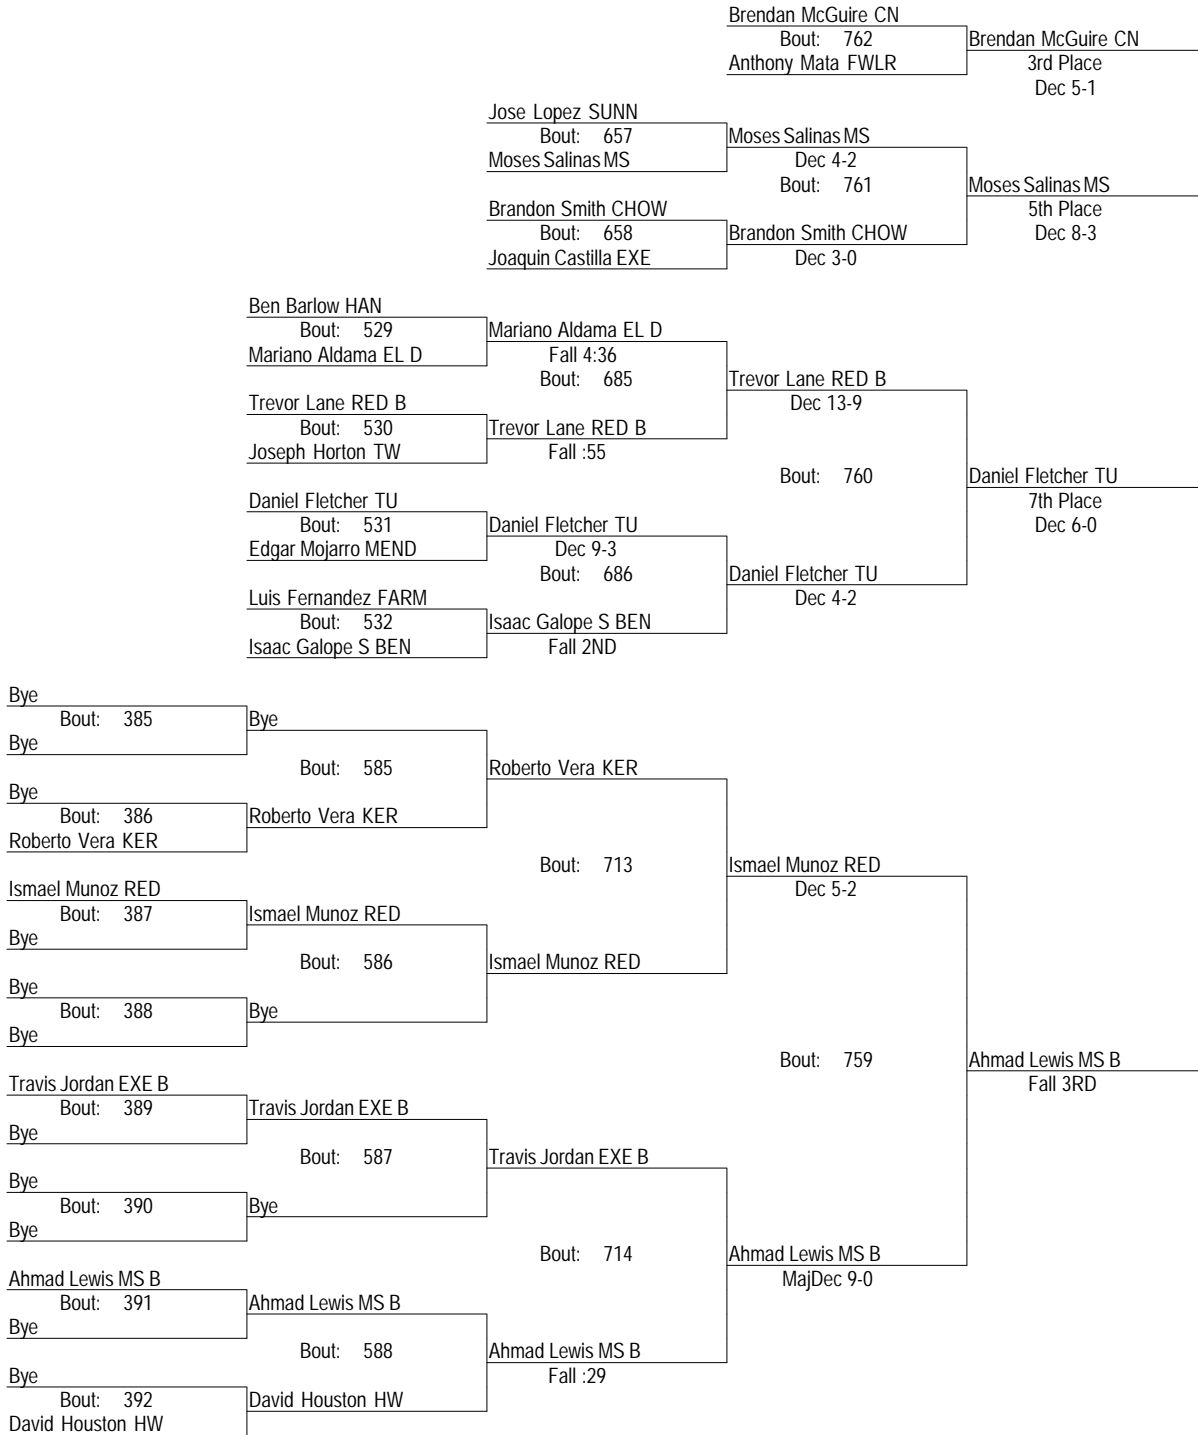 Brendan McGuire CN
Bout: 762
Anthony Mata FWLR
Brendan McGuire CN
3rd Place
Dec 5-1
Jose Lopez SUNN
Bout: 657
Moses Salinas MS
Moses Salinas MS
Dec 4-2
Bout: 761
Moses Salinas MS
5th Place
Dec 8-3
Brandon Smith CHOW
Bout: 658
Joaquin Castilla EXE
Brandon Smith CHOW
Dec 3-0
Ben Barlow HAN
Bout: 529
Mariano Aldama EL D
Mariano Aldama EL D
Fall 4:36
Bout: 685
Trevor Lane RED B
Dec 13-9
Trevor Lane RED B
Bout: 530
Joseph Horton TW
Trevor Lane RED B
Fall :55
Bout: 760
Daniel Fletcher TU
7th Place
Dec 6-0
Daniel Fletcher TU
Bout: 531
Edgar Mojarro MEND
Daniel Fletcher TU
Dec 9-3
Bout: 686
Daniel Fletcher TU
Dec 4-2
Luis Fernandez FARM
Bout: 532
Isaac Galope S BEN
Isaac Galope S BEN
Fall 2ND
Bye
Bout: 385
Bye
Bye
Bout: 585
Roberto Vera KER
Bye
Bout: 386
Roberto Vera KER
Roberto Vera KER
Bout: 713
Ismael Munoz RED
Dec 5-2
Ismael Munoz RED
Bout: 387
Bye
Ismael Munoz RED
Bout: 586
Ismael Munoz RED
Bye
Bout: 388
Bye
Bye
Bout: 759
Ahmad Lewis MS B
Fall 3RD
Travis Jordan EXE B
Bout: 389
Bye
Travis Jordan EXE B
Bout: 587
Travis Jordan EXE B
Bye
Bout: 390
Bye
Bye
Bout: 714
Ahmad Lewis MS B
MajDec 9-0
Ahmad Lewis MS B
Bout: 391
Bye
Ahmad Lewis MS B
Bout: 588
Ahmad Lewis MS B
Fall :29
Bye
Bout: 392
David Houston HW
David Houston HW